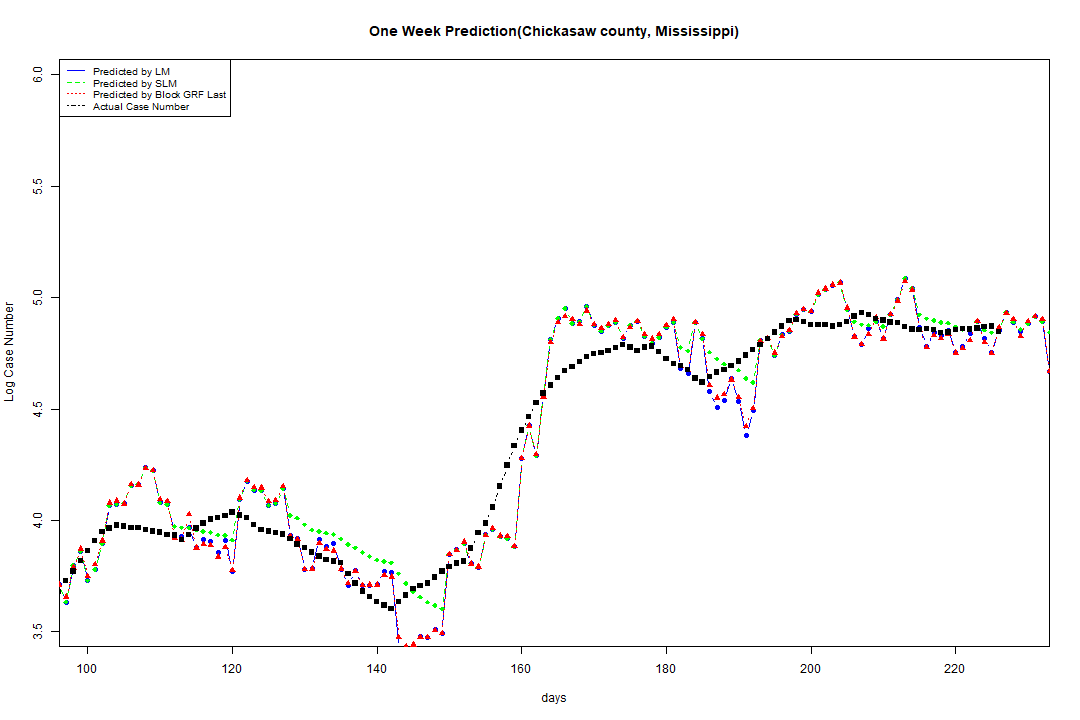 One Week Prediction(Chickasaw county, Mississippi)
Predicted by LM
Predicted by SLM
Predicted by Block GRF Last
Actual Case Number
6.0
5.5
5.0
4.5
4.0
3.5
Log Case Number
100 120 140 160 180 200 220
days